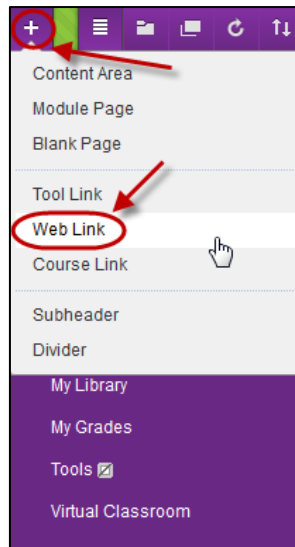 Content Area
Module Page
Blank Page
Tool Link
Web Link
Course Link
Subheader
Divider
My Library
My Grades
Tools
Virtual Classroom